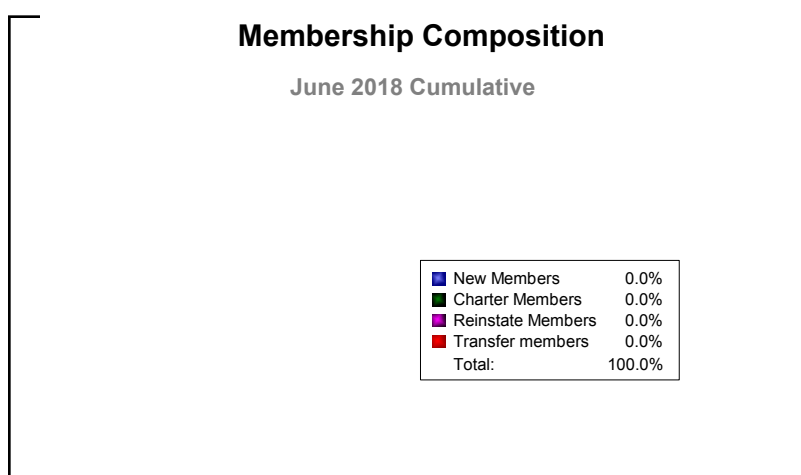 Membership Composition
June 2018 Cumulative
New Members 0.0%
Charter Members 0.0%
Reinstate Members 0.0%
Transfer members 0.0%
Total: 100.0%